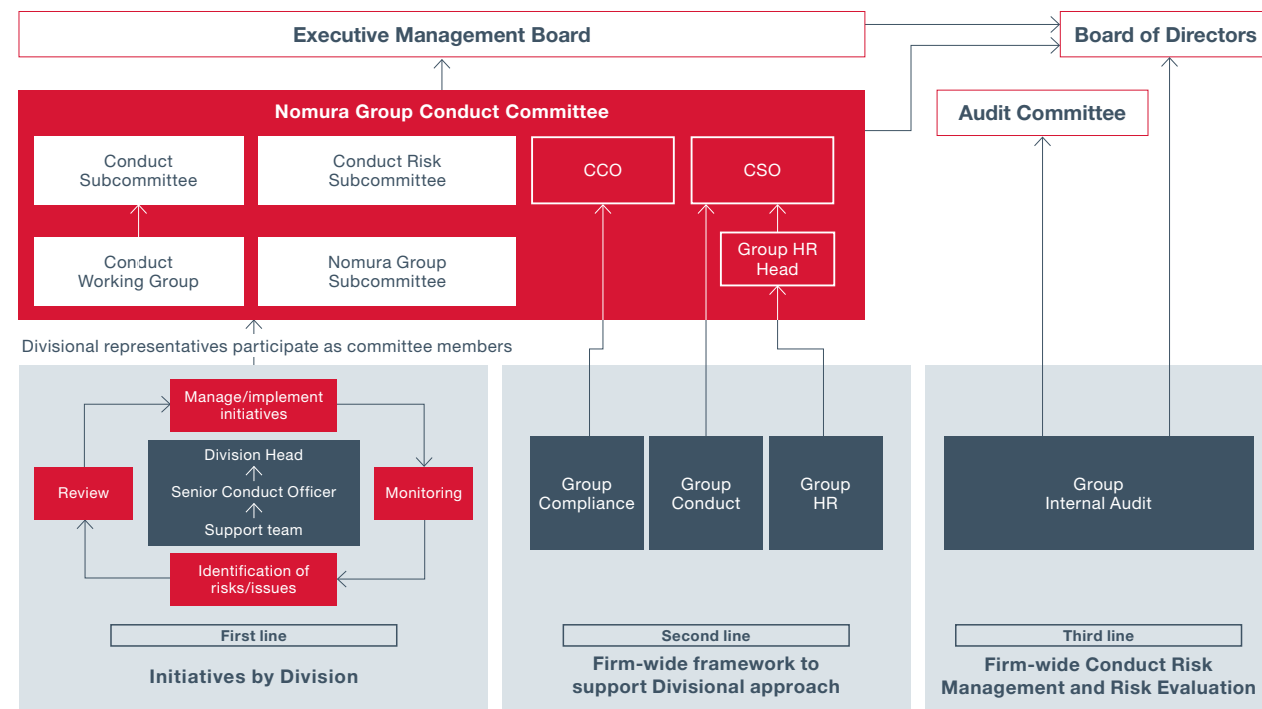 Executive Management Board
Board of Directors
Nomura Group Conduct Committee
Audit Committee
Conduct
Subcommittee
Conduct Risk
Subcommittee
CCO
CSO
Conduct
Working Group
Nomura Group
Subcommittee
Group HR
Head
Divisional representatives participate as committee members
Manage/implement
initiatives
Division Head
Senior Conduct Officer
Support team
Review
Monitoring
Identification of
risks/issues
First line
Initiatives by Division
Group
Compliance
Group
Conduct
Group
HR
Second line
Firm-wide framework to
support Divisional approach
Group
Internal Audit
Third line
Firm-wide Conduct Risk
Management and Risk Evaluation